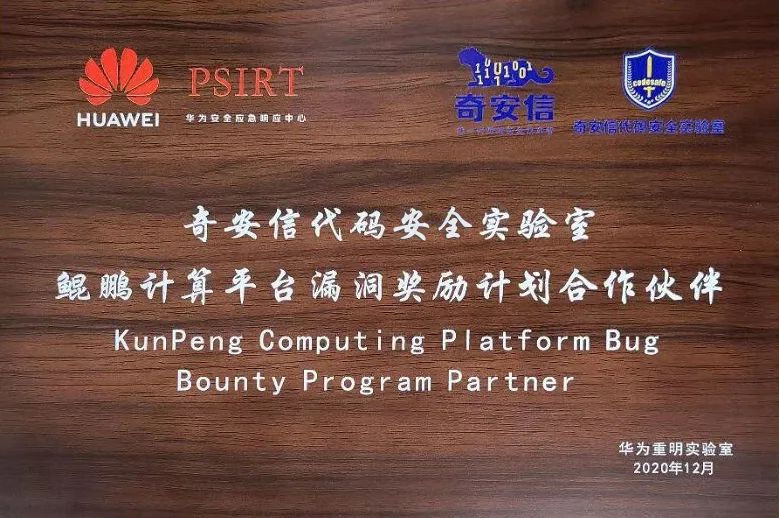 HUAWEI
PSIRT
华为安全应急响应中心
11111001
奇安信
codesafe
奇安信代码安全实验室
奇安信代码安全实验室
鲲鹏计算平台漏洞奖励计划合作伙伴
KunPeng Computing Platform Bug
Bounty Program Partner
华为重明实验室
2020年12月